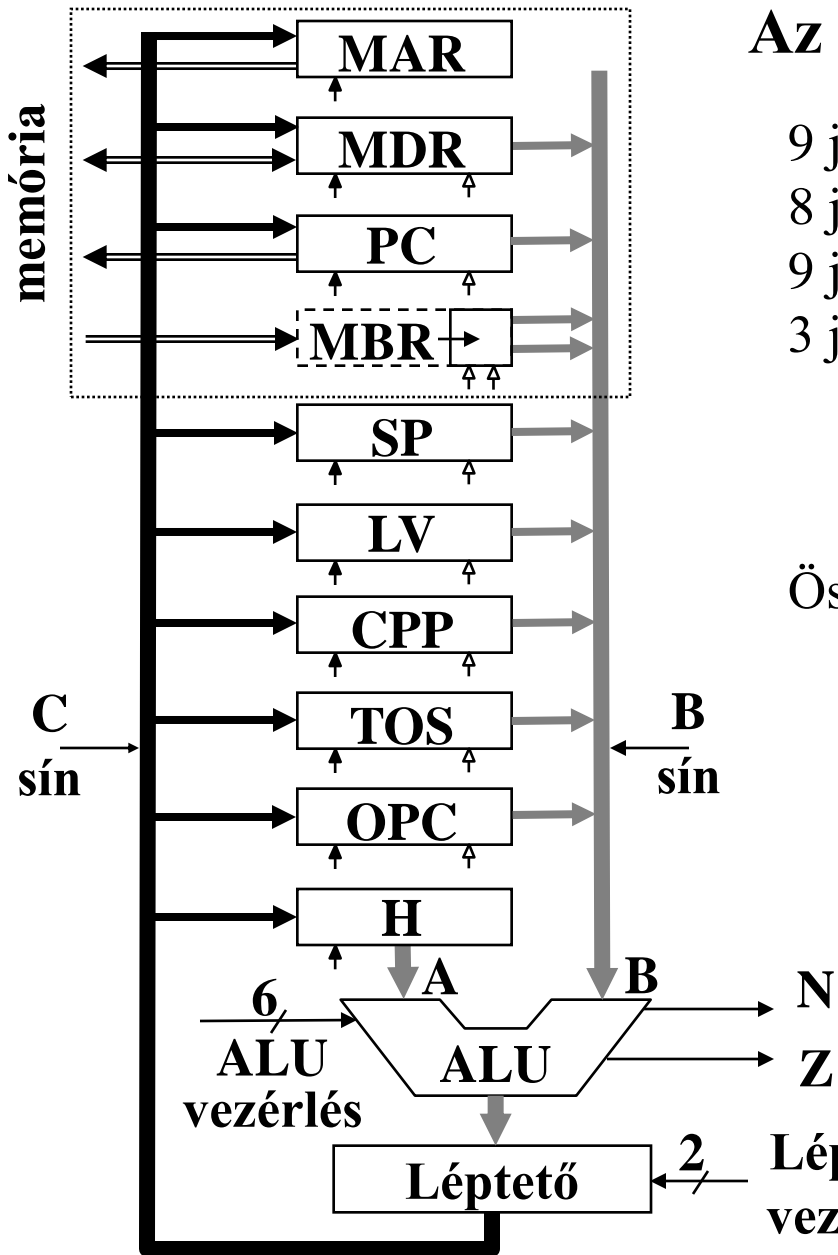 MAR
Az
memória
MDR
9 j
8 j
PC
9 j
MBR
3 j
SP
LV
Ös
CPP
C
sín
TOS
B
sín
OPC
H
A
B
6
N
ALU
vezérlés
ALU
Z
Léptető
2
Lép
vez